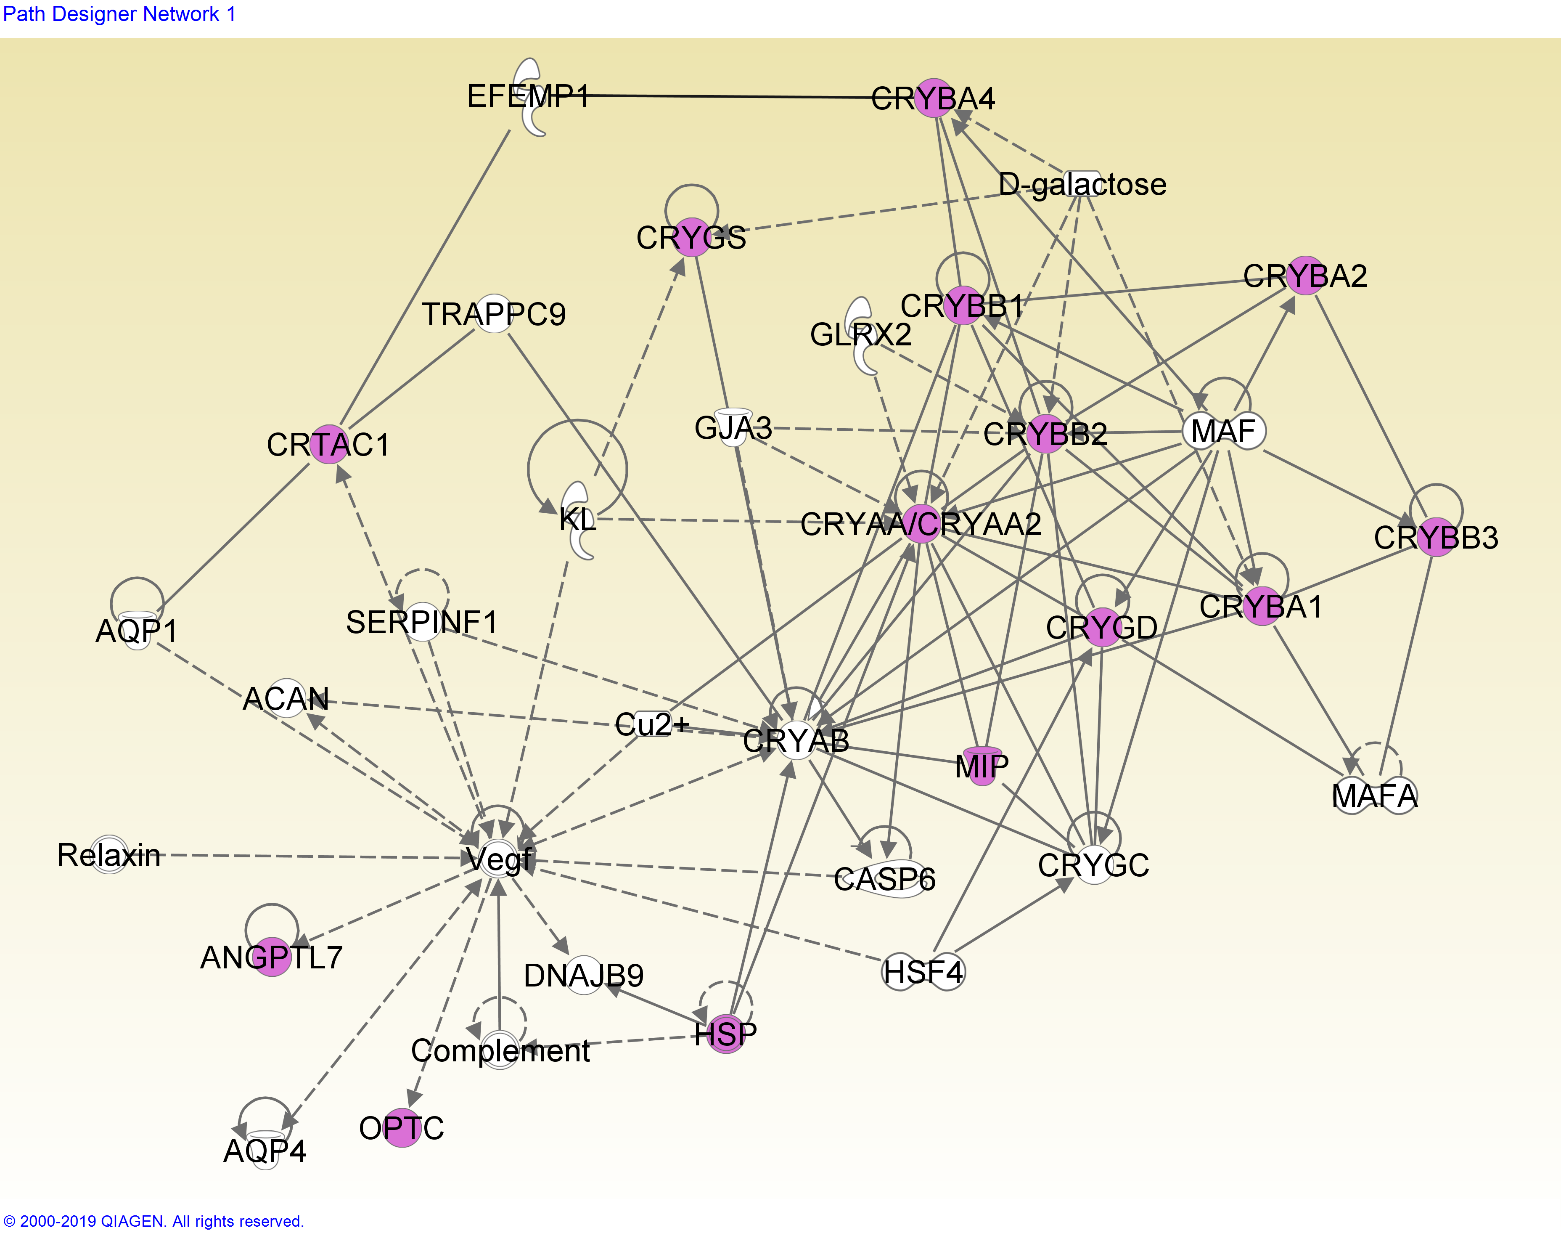 Path Designer Network 1
EFEMP1
CRYBA4
D-galactose
CRYGS
CRYBA2
CRYBB1
TRAPPC9
GLRX2
GJA3
CRYBB2
MAF
CRTAC1
KL
CRYAA/CRYAA2
CRYBB3
CRYBA1
AQP1
SERPINF1
CRYGD
ACAN
Cu2+
CRYAB
MIP
MAFA
Relaxin
Vegf
CASP6
CRYGC
ANGPTL7
DNAJB9
HSF4
HSP
Complement
OPTC
AQP4
© 2000-2019 QIAGEN. All rights reserved.